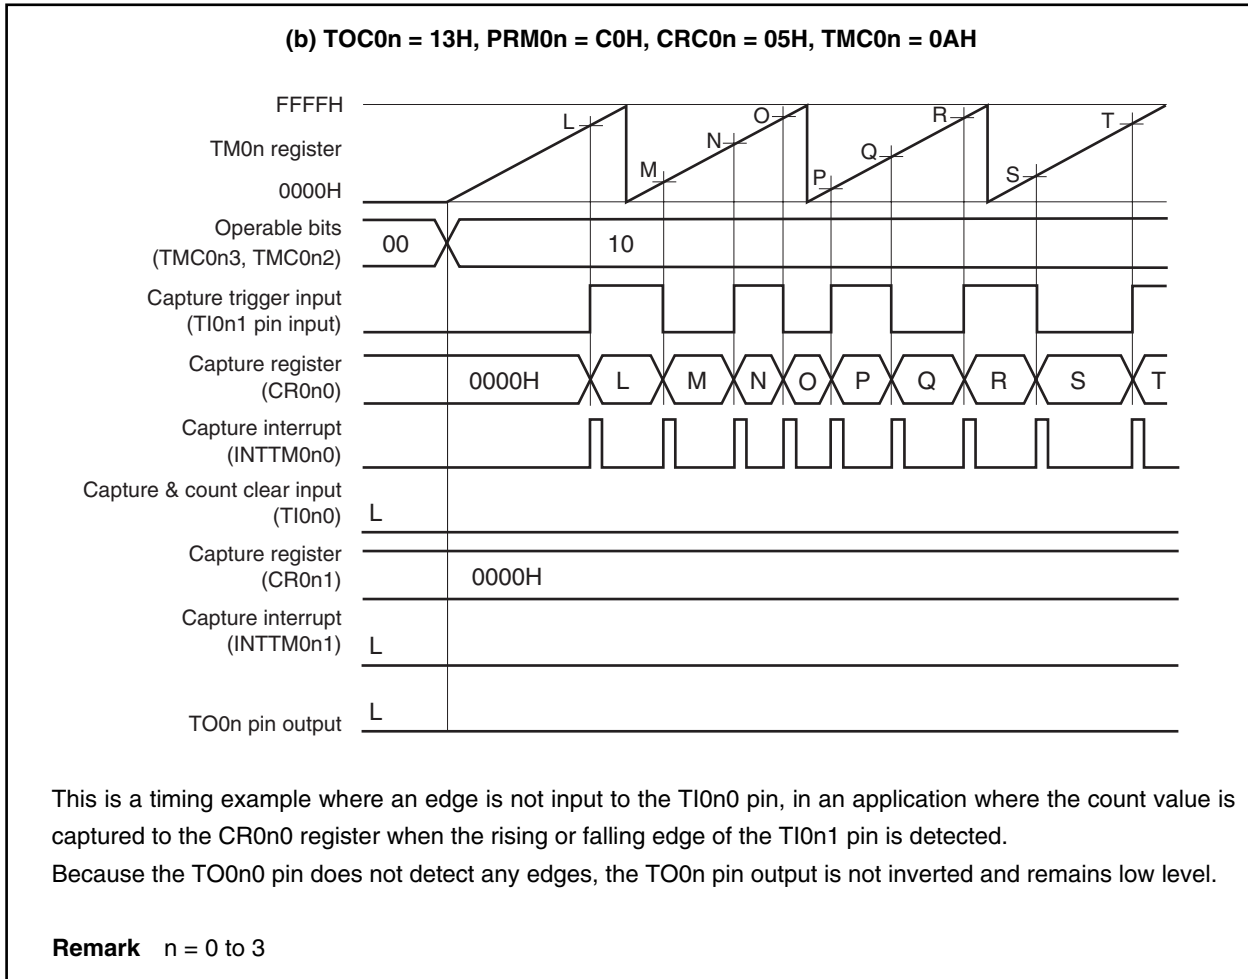 (b) TOC0n = 13H, PRM0n = C0H, CRC0n = 05H, TMC0n = 0AH
FFFFH
TM0n register
0000H
L
M
N
O
P
Q
R
S
T
Operable bits
(TMC0n3, TMC0n2)
00
10
Capture trigger input
(TI0n1 pin input)
Capture register
(CR0n0)
0000H
L
M
N
O
P
Q
R
S
T
Capture interrupt
(INTTM0n0)
Capture & count clear input
(TI0n0)
L
Capture register
(CR0n1)
0000H
Capture interrupt
(INTTM0n1)
L
TO0n pin output
L
This is a timing example where an edge is not input to the TI0n0 pin, in an application where the count value is
captured to the CR0n0 register when the rising or falling edge of the TI0n1 pin is detected.
Because the TO0n0 pin does not detect any edges, the TO0n pin output is not inverted and remains low level.
Remark n = 0 to 3